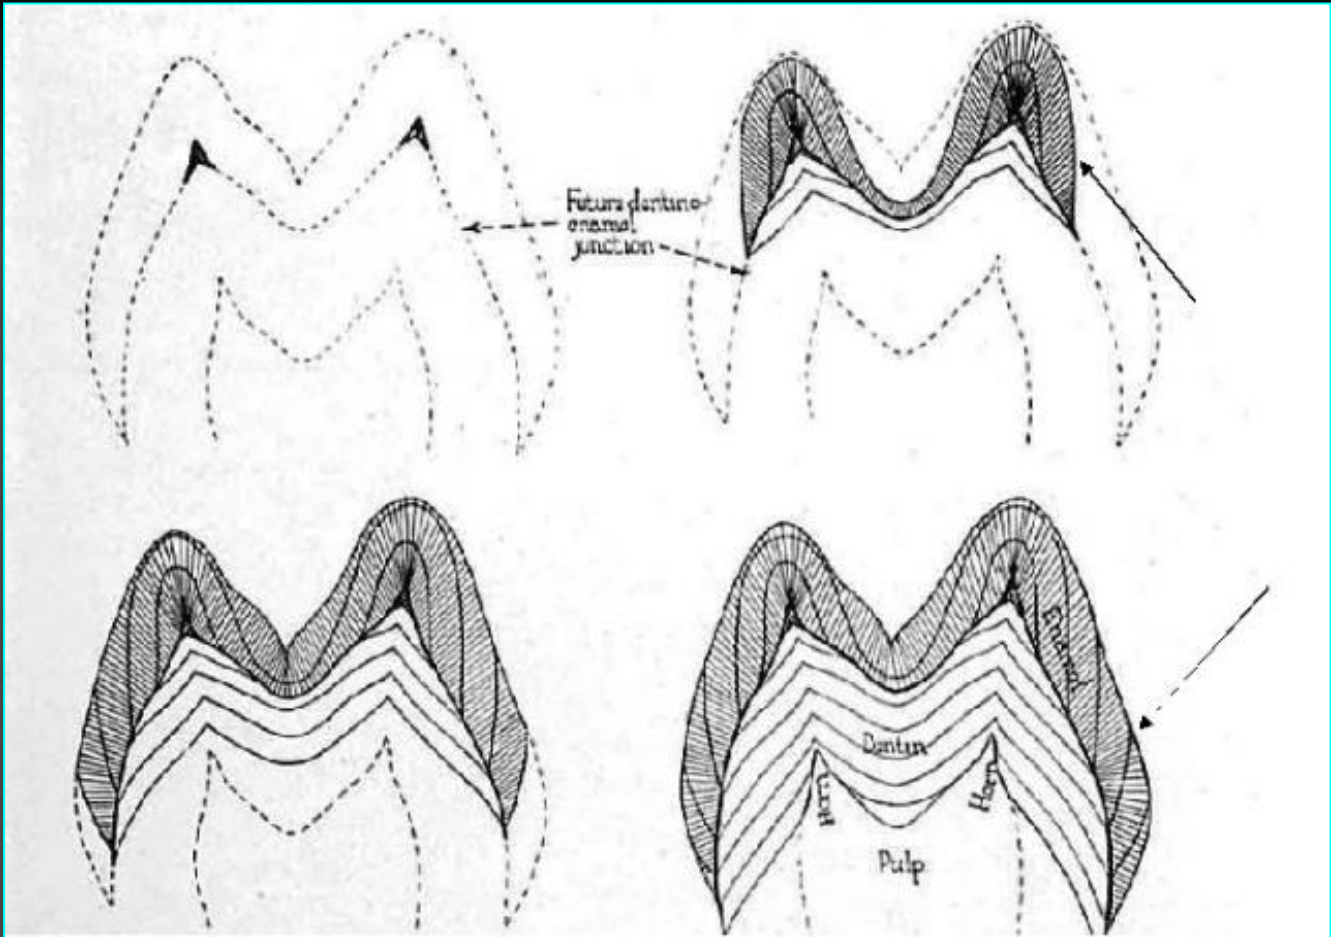 Future dentino-
enamel
junction
Enamel
Dentin
Horn
Horn
Pulp